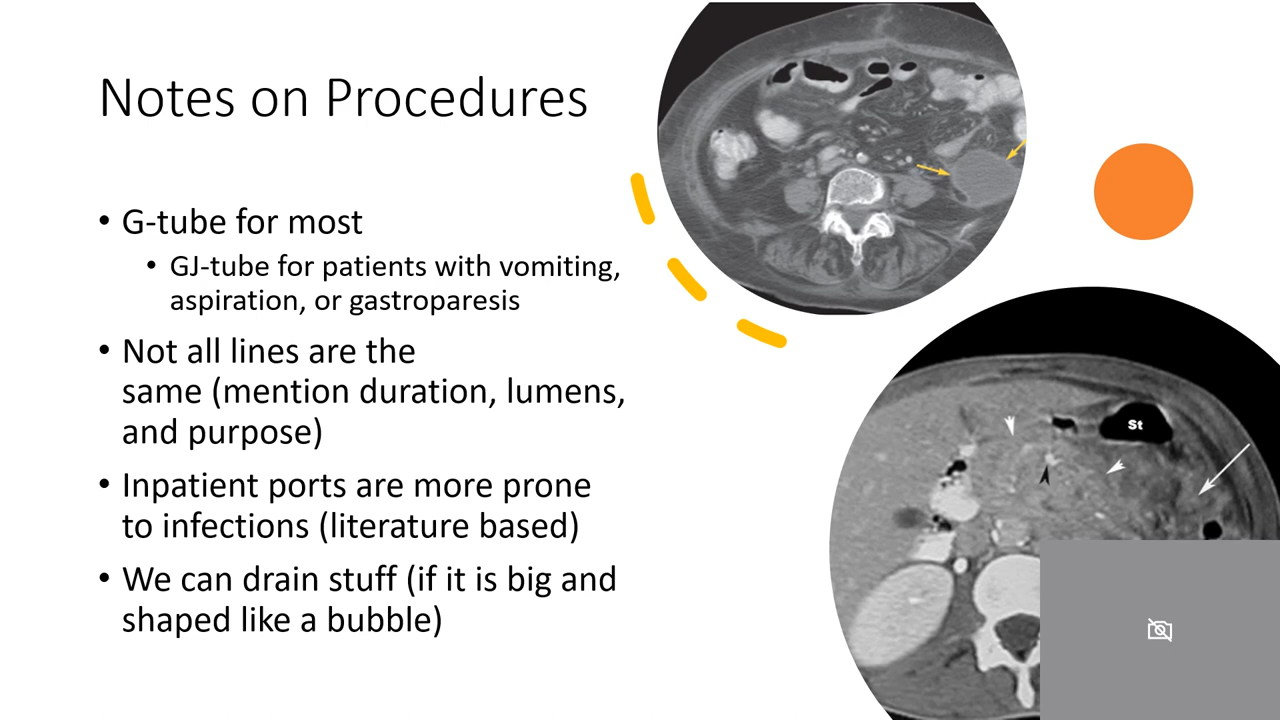 Notes on Procedures
• G-tube for most
• GJ-tube for patients with vomiting,
aspiration, or gastroparesis
• Not all lines are the
same (mention duration, lumens,
and purpose)
• Inpatient ports are more prone
to infections (literature based)
• We can drain stuff (if it is big and
shaped like a bubble)
St